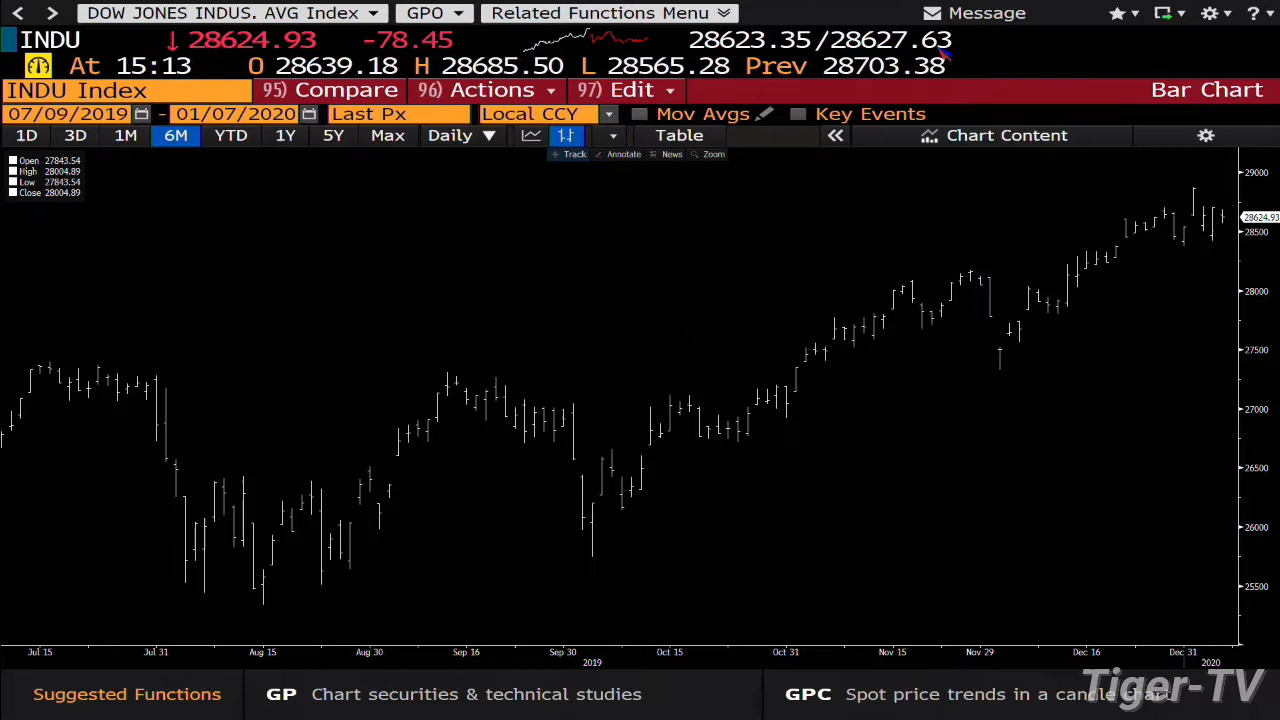 DOW JONES INDUS. AVG Index GPO Related Functions Menu Message ?
INDU ↓ 28624.93 -78.45 28623.35/28627.63
At 15:13 O 28639.18 H 28685.50 L 28565.28 Prev 28703.38
INDU Index 95) Compare 96) Actions 97) Edit Bar Chart
07/09/2019 - 01/07/2020 Last Px Local CCY Mov Avgs Key Events
1D 3D 1M 6M YTD 1Y 5Y Max Daily ▼ Table « Chart Content
Track Annotate News Zoom
Open 27843.54
High 28004.89
Low 27843.54
Close 28004.89
29000
28624.93
28500
28000
27500
27000
26500
26000
25500
Jul 15 Jul 31 Aug 15 Aug 30 Sep 16 Sep 30 Oct 15 Oct 31 Nov 15 Nov 29 Dec 16 Dec 31
2019 2020
Suggested Functions GP Chart securities & technical studies GPC Spot price trends in a candle chart
Tiger-TV